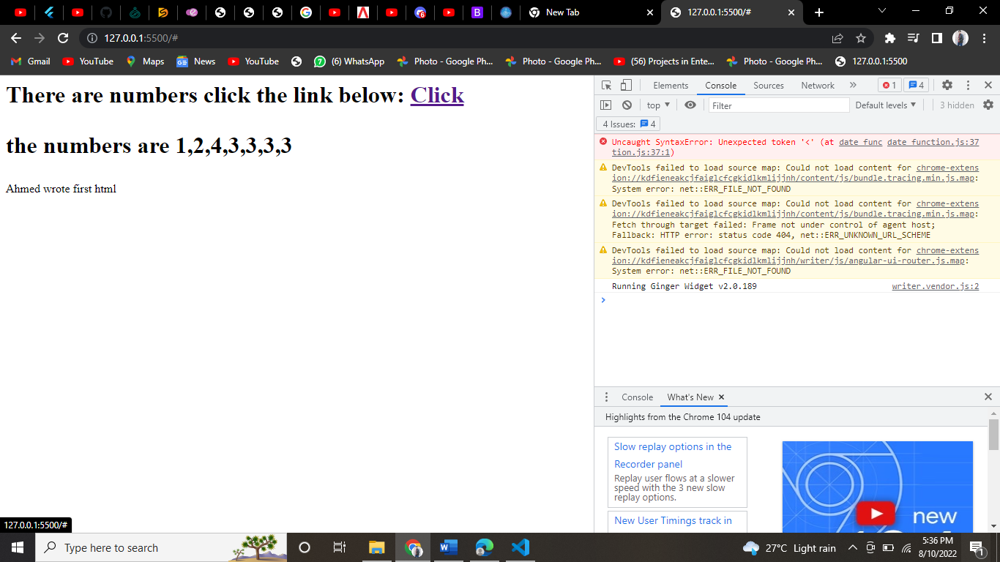 New Tab
127.0.0.1:5500/#
127.0.0.1:5500/#
Gmail YouTube Maps News YouTube (6) WhatsApp Photo - Google Ph... Photo - Google Ph... (56) Projects in Ente... Photo - Google Ph... 127.0.0.1:5500
There are numbers click the link below: Click
the numbers are 1,2,4,3,3,3,3
Ahmed wrote first html
127.0.0.1:5500/#
Elements Console Sources Network » 1 4
top ▼ Filter Default levels ▼ 3 hidden
4 Issues: 4
Uncaught SyntaxError: Unexpected token '<' (at date func date function.js:37
tion.js:37:1)
DevTools failed to load source map: Could not load content for chrome-extens
ion://kdfieneakcjfaiglcfcgkidlkmlijjnh/content/js/bundle.tracing.min.js.map:
System error: net::ERR_FILE_NOT_FOUND
DevTools failed to load source map: Could not load content for chrome-extens
ion://kdfieneakcjfaiglcfcgkidlkmlijjnh/content/js/bundle.tracing.min.js.map:
Fetch through target failed: Frame not under control of agent host;
Fallback: HTTP error: status code 404, net::ERR_UNKNOWN_URL_SCHEME
DevTools failed to load source map: Could not load content for chrome-extens
ion://kdfieneakcjfaiglcfcgkidlkmlijjnh/writer/js/angular-ui-router.js.map:
System error: net::ERR_FILE_NOT_FOUND
Running Ginger Widget v2.0.189 writer.vendor.js:2
Console What's New
Highlights from the Chrome 104 update
Slow replay options in the
Recorder panel
Replay user flows at a slower
speed with the 3 new slow
replay options.
New User Timings track in
new
Type here to search
27°C Light rain
5:36 PM
8/10/2022
1